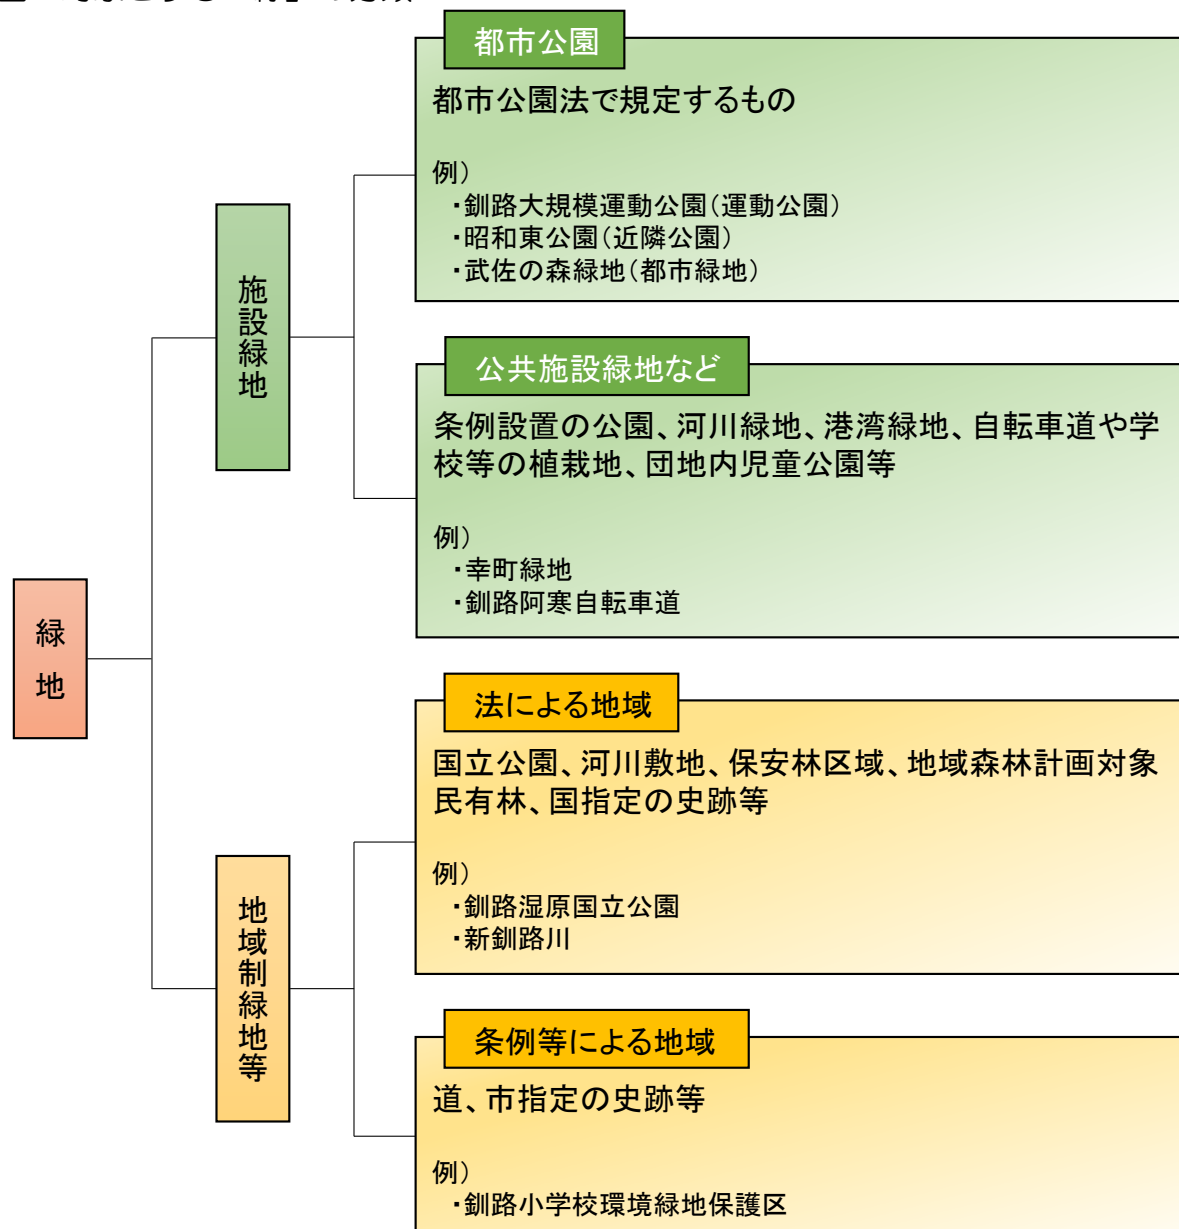 都市公園
都市公園法で規定するもの
例）
・釧路大規模運動公園（運動公園）
・昭和東公園（近隣公園）
・武佐の森緑地（都市緑地）
施設緑地
公共施設緑地など
条例設置の公園、河川緑地、港湾緑地、自転車道や学
校等の植栽地、団地内児童公園等
例）
・幸町緑地
・釧路阿寒自転車道
緑地
法による地域
国立公園、河川敷地、保安林区域、地域森林計画対象
民有林、国指定の史跡等
例）
・釧路湿原国立公園
・新釧路川
地域制緑地等
条例等による地域
道、市指定の史跡等
例）
・釧路小学校環境緑地保護区